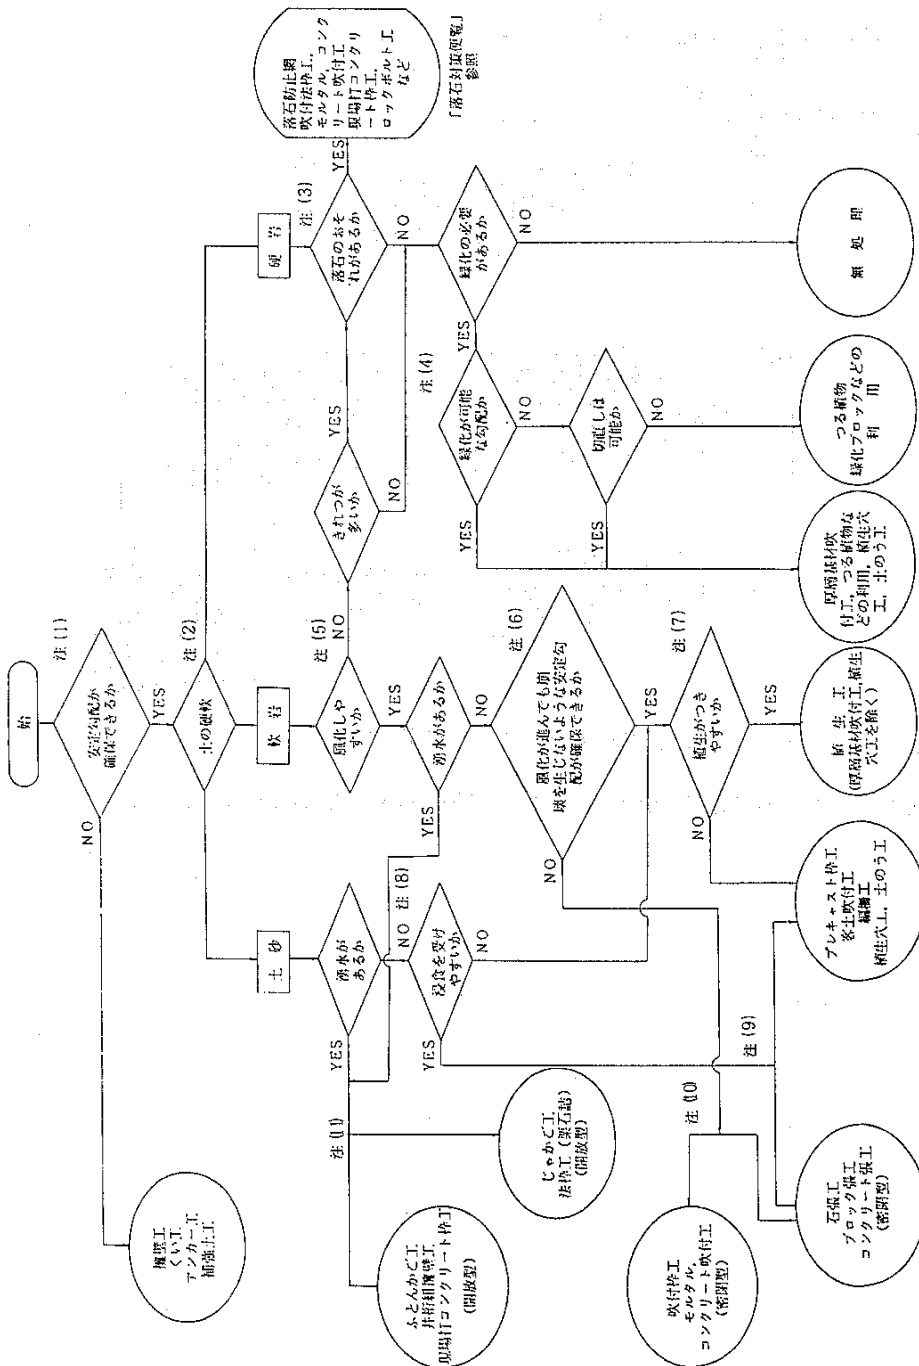 始
注(1)
安定勾配が
確保できるか
NO
YES
擁壁工
くい工
アンカー工
補強土工
注(2)
土の硬軟
硬岩
軟岩
土砂
注(3)
落石のおそ
れがあるか
YES
NO
落石防止網
吹付法枠工,
モルタル, コンク
リート吹付工
現場打コンクリ
ート枠工,
ロックボルト工
など
「落石対策便覧」
参照
注(5)
風化しや
すいか
NO
YES
きれつが
多いか
YES
NO
注(4)
緑化の必要
があるか
YES
NO
無処理
緑化が可能
な勾配か
YES
NO
切直しは
可能か
YES
NO
つる植物
緑化ブロックなどの
利用
厚層基材吹
付工, つる植物な
どの利用, 植生穴
工, 土のう工
湧水があるか
YES
NO
注(6)
風化が進んでも崩
壊を生じないような安定勾
配が確保できるか
YES
NO
注(7)
植生がつき
やすいか
YES
NO
植生工
(厚層基材吹付工, 植生
穴工を除く)
プレキャスト枠工
客土吹付工
編柵工
植生穴工, 土のう工
湧水が
あるか
YES
NO
注(8)
浸食を受け
やすいか
YES
NO
注(9)
注(10)
注(11)
じゃかご工
法枠工(栗石詰)
(開放型)
ふとんかご工
井桁組擁壁工,
現場打コンクリート枠工
(開放型)
吹付枠工
モルタル,
コンクリート吹付工
(密閉型)
石張工
ブロック張工
コンクリート張工
(密閉型)